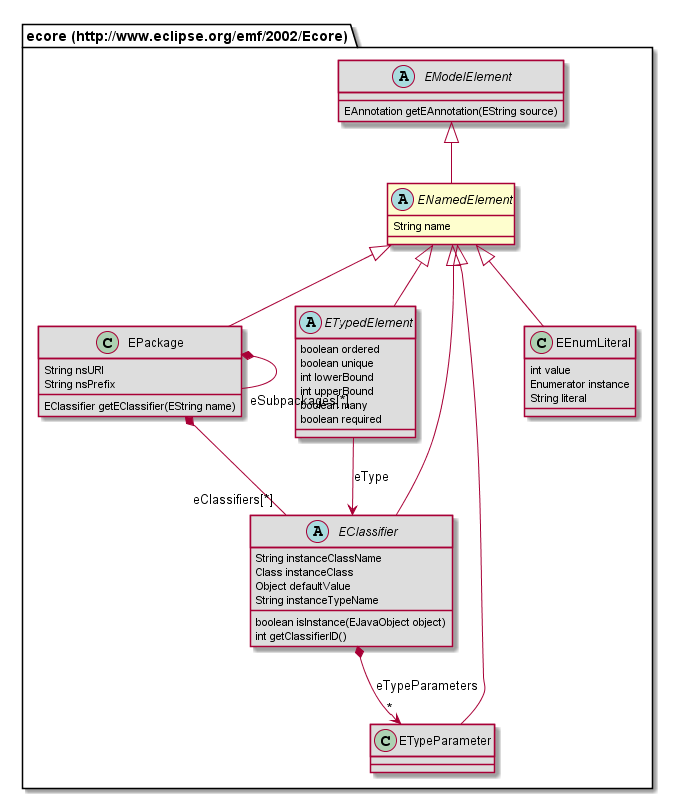 ecore (http://www.eclipse.org/emf/2002/Ecore)
A EModelElement
EAnnotation getEAnnotation(EString source)
A ENamedElement
String name
C EPackage
String nsURI
String nsPrefix
EClassifier getEClassifier(EString name)
eSubpackages[*]
A ETypedElement
boolean ordered
boolean unique
int lowerBound
int upperBound
boolean many
boolean required
C EEnumLiteral
int value
Enumerator instance
String literal
eType
eClassifiers[*]
A EClassifier
String instanceClassName
Class instanceClass
Object defaultValue
String instanceTypeName
boolean isInstance(EJavaObject object)
int getClassifierID()
eTypeParameters
*
C ETypeParameter